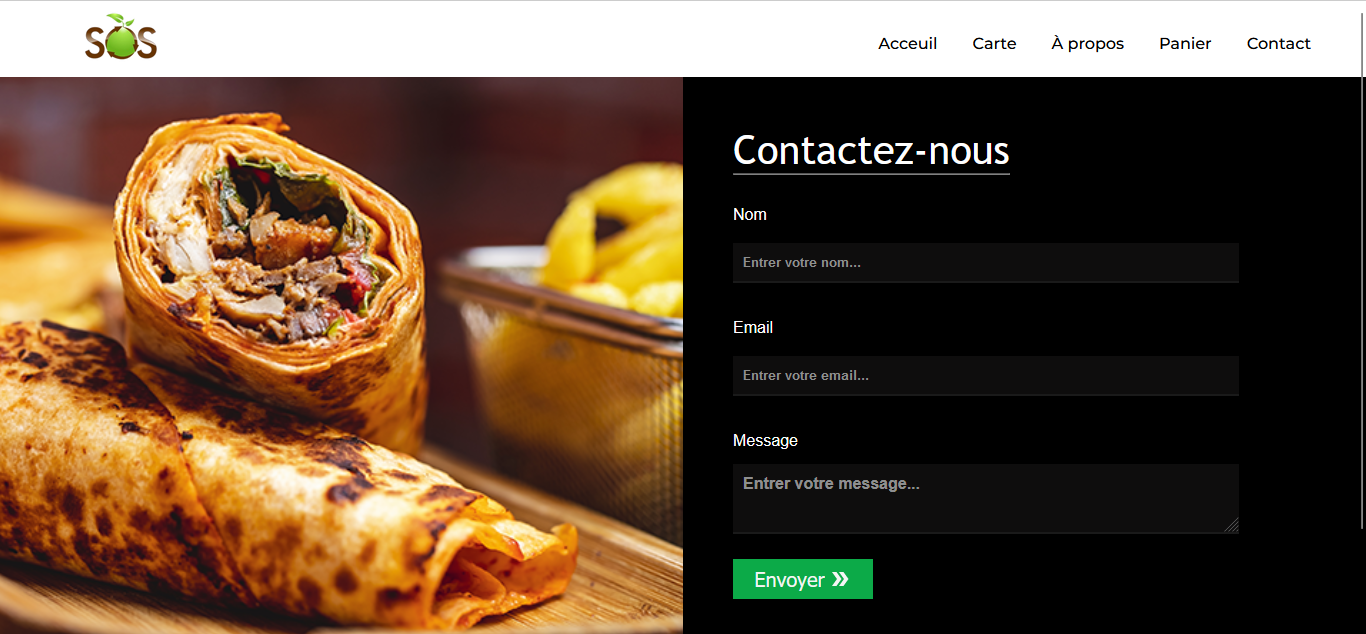 SOS
Acceuil Carte À propos Panier Contact
Contactez-nous
Nom
Entrer votre nom...
Email
Entrer votre email...
Message
Entrer votre message...
Envoyer »